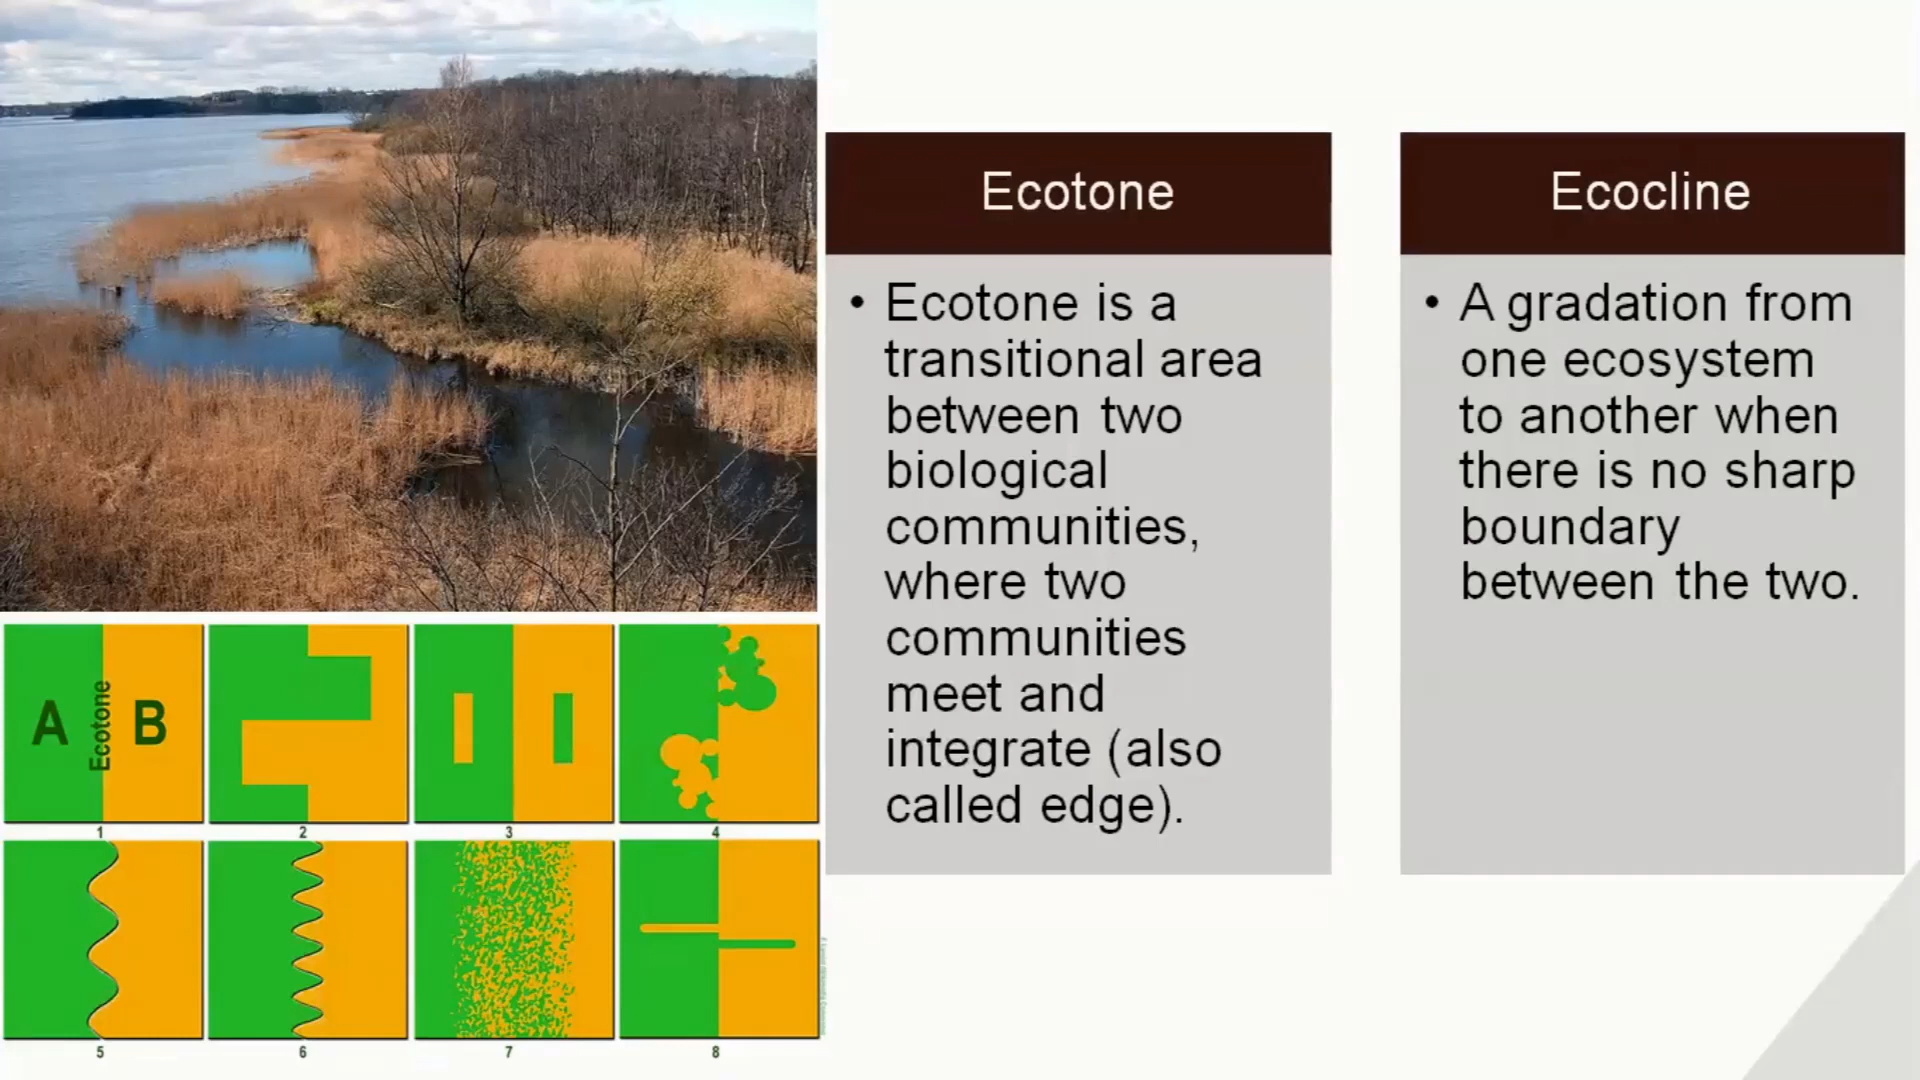 Ecotone
• Ecotone is a
transitional area
between two
biological
communities,
where two
communities
meet and
integrate (also
called edge).
Ecocline
• A gradation from
one ecosystem
to another when
there is no sharp
boundary
between the two.
A
Ecotone
B
1
2
3
4
5
6
7
8